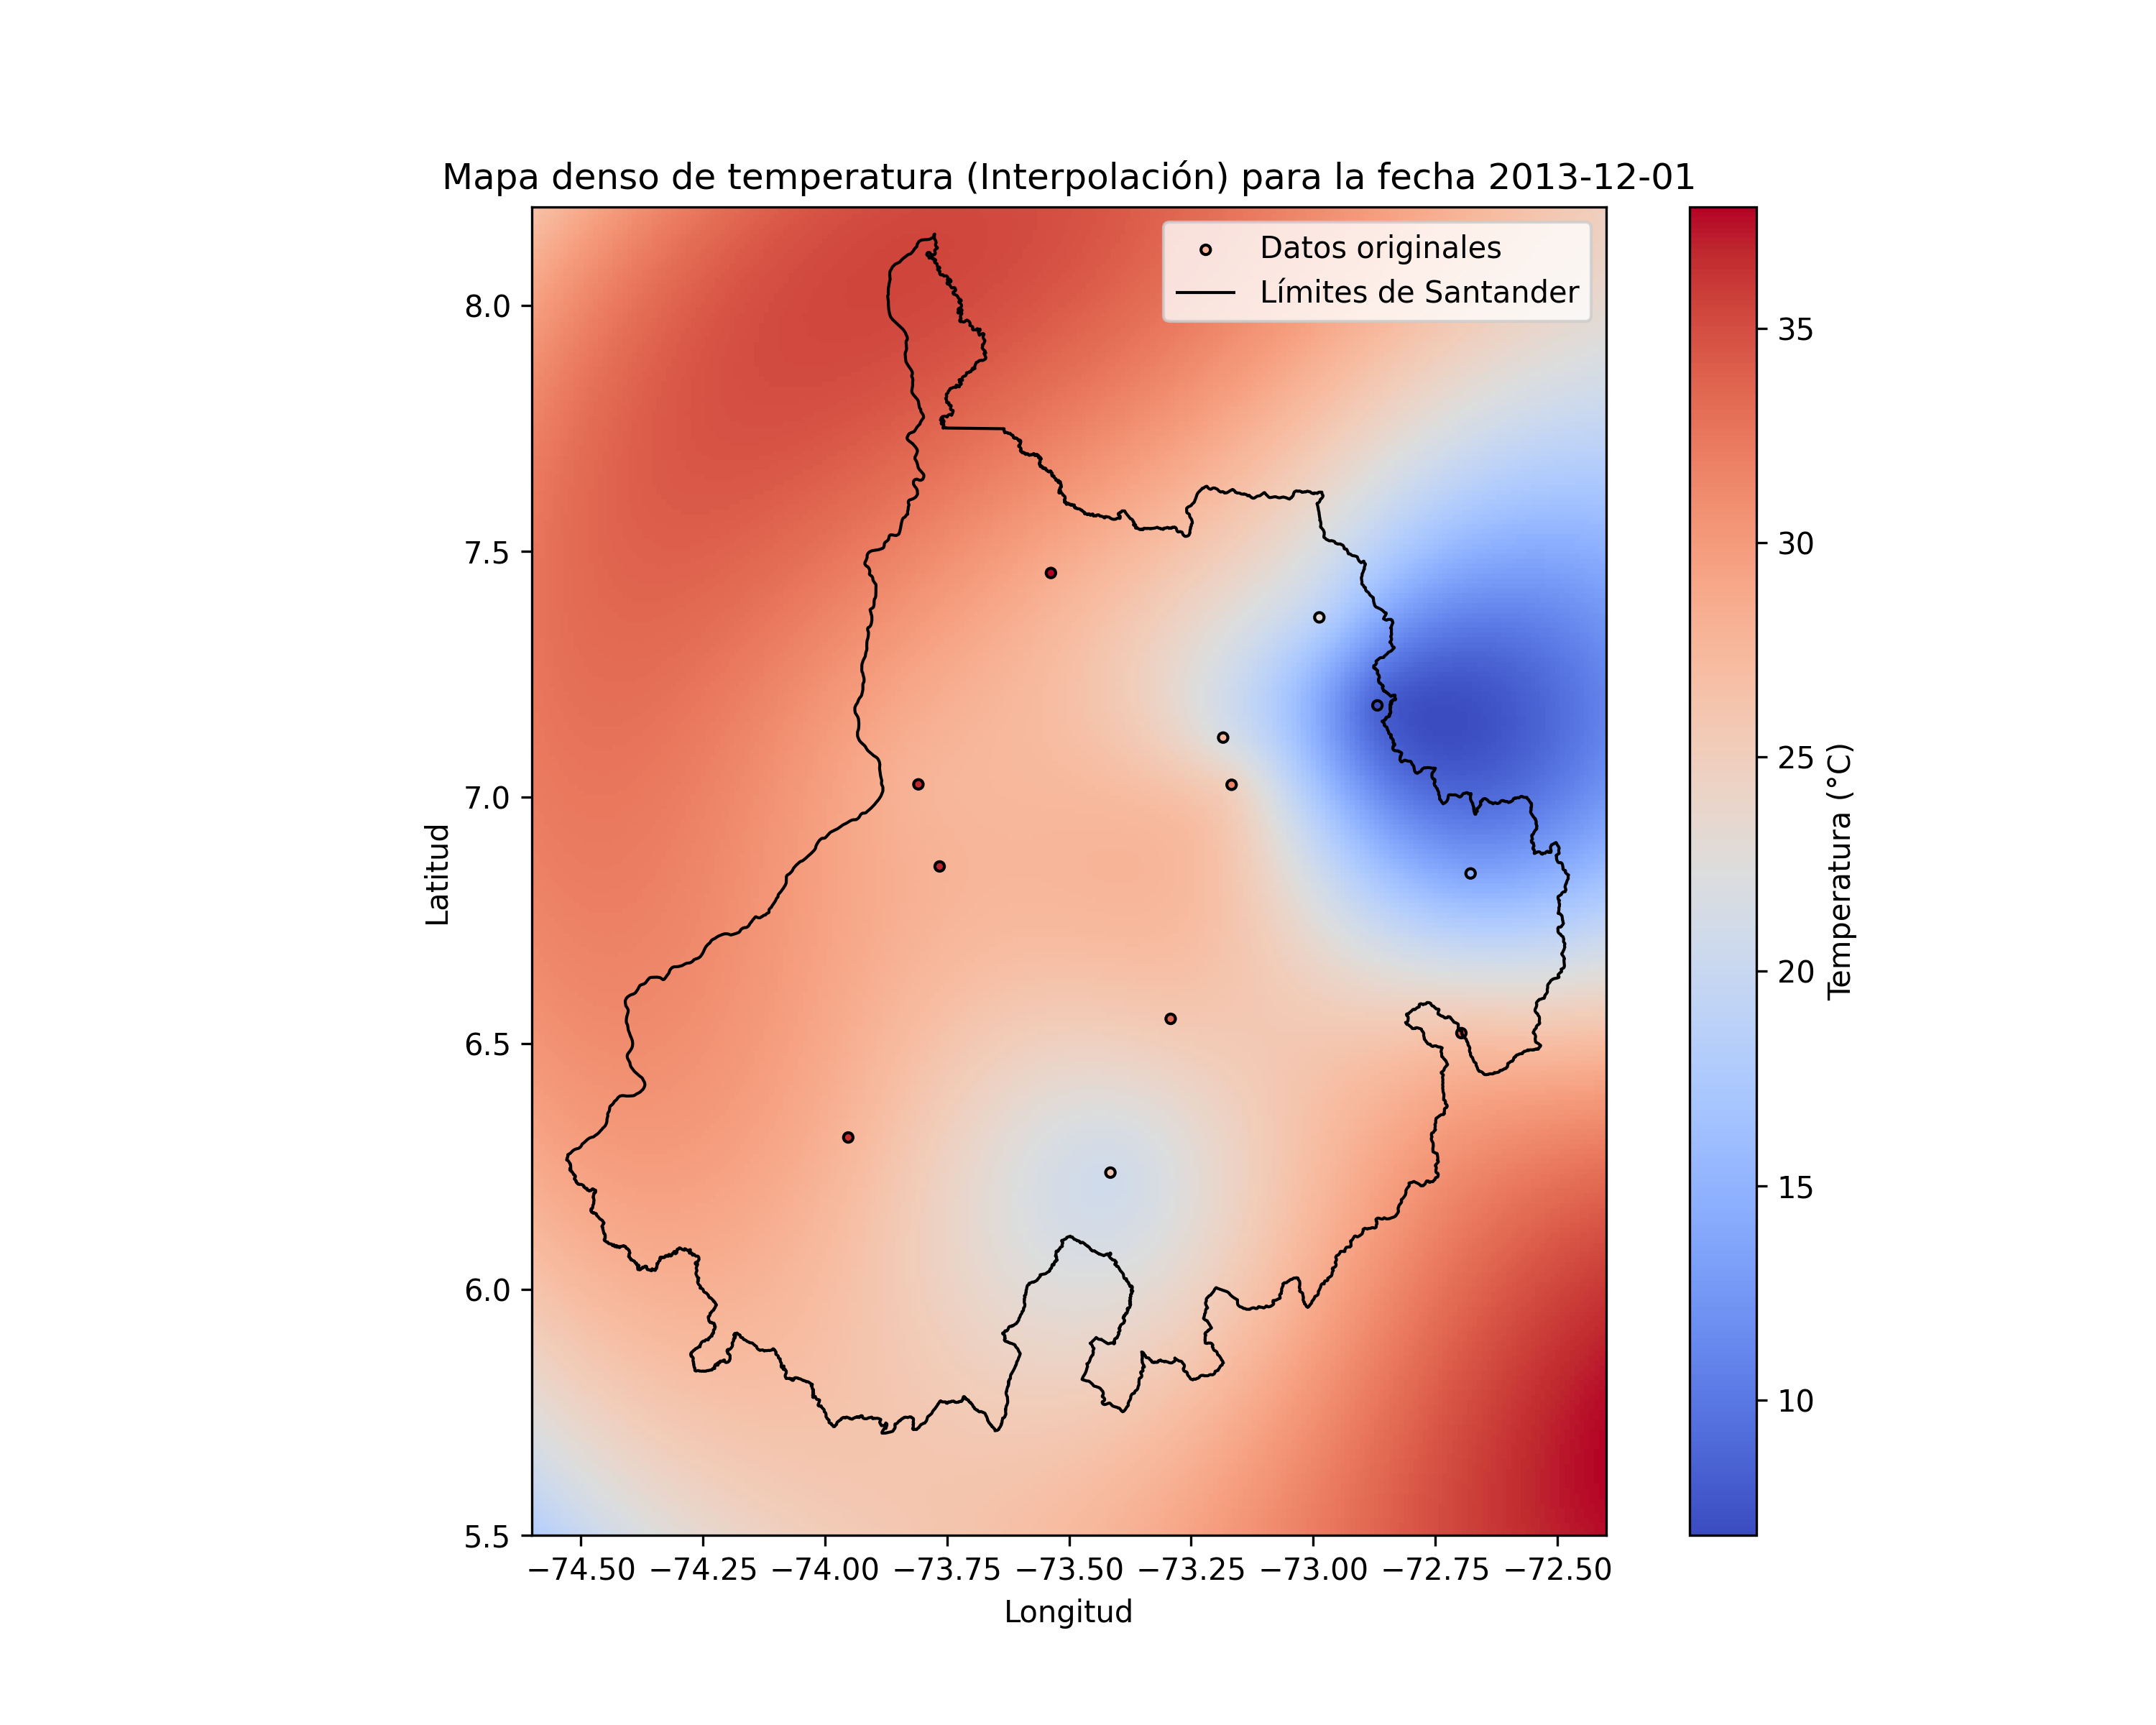 Mapa denso de temperatura (Interpolación) para la fecha 2013-12-01
Datos originales
Límites de Santander
8.0
7.5
7.0
6.5
6.0
5.5
Latitud
−74.50 −74.25 −74.00 −73.75 −73.50 −73.25 −73.00 −72.75 −72.50
Longitud
35
30
25
20
15
10
Temperatura (°C)